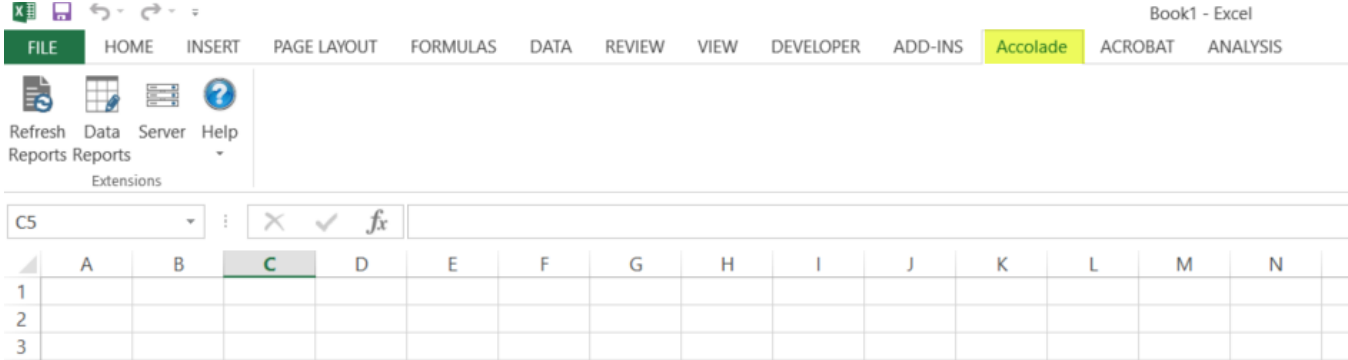 Book1 - Excel
FILE HOME INSERT PAGE LAYOUT FORMULAS DATA REVIEW VIEW DEVELOPER ADD-INS Accolade ACROBAT ANALYSIS
Refresh Data Server Help
Reports Reports
Extensions
C5 fx
A B C D E F G H I J K L M N
1
2
3